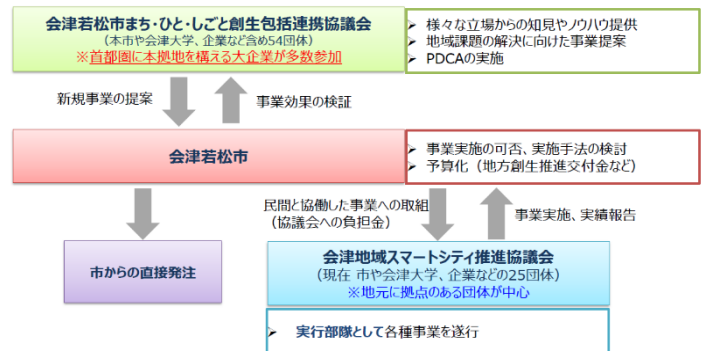 会津若松市まち・ひと・しごと創生包括連携協議会
（本市や会津大学、企業など含め54団体）
※首都圏に本拠地を構える大企業が多数参加
➢ 様々な立場からの知見やノウハウ提供
➢ 地域課題の解決に向けた事業提案
➢ PDCAの実施
新規事業の提案
事業効果の検証
会津若松市
➢ 事業実施の可否、実施手法の検討
➢ 予算化（地方創生推進交付金など）
民間と協働した事業への取組
（協議会への負担金）
事業実施、実績報告
市からの直接発注
会津地域スマートシティ推進協議会
（現在 市や会津大学、企業などの25団体）
※地元に拠点のある団体が中心
➢ 実行部隊として各種事業を遂行